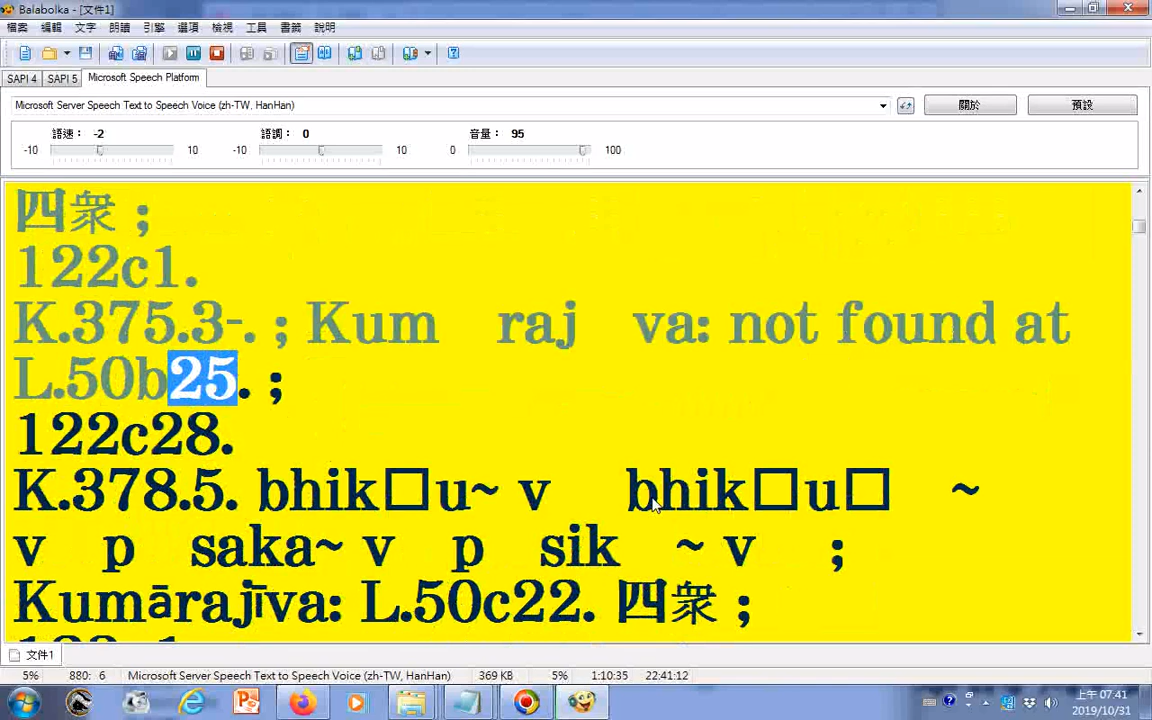 Balabolka - [文件1]
檔案 編輯 文字 朗讀 引擎 選項 檢視 工具 書籤 說明
SAPI 4 SAPI 5 Microsoft Speech Platform
Microsoft Server Speech Text to Speech Voice (zh-TW, HanHan) 關於 預設
語速： -2 語調： 0 音量： 95
-10 10 -10 10 0 100
四衆；
122c1.
K.375.3-. ; Kum raj va: not found at
L.50b25. ;
122c28.
K.378.5. bhik□u~ v bhik□u□ ~
v p saka~ v p sik ~ v ;
Kumārajīva: L.50c22. 四衆；
文件1
5% 880: 6 Microsoft Server Speech Text to Speech Voice (zh-TW, HanHan) 369 KB 5% 1:10:35 22:41:12
上午 07:41
2019/10/31